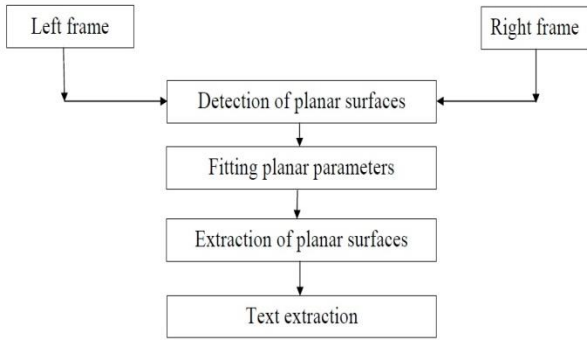 Left frame
Right frame
Detection of planar surfaces
Fitting planar parameters
Extraction of planar surfaces
Text extraction